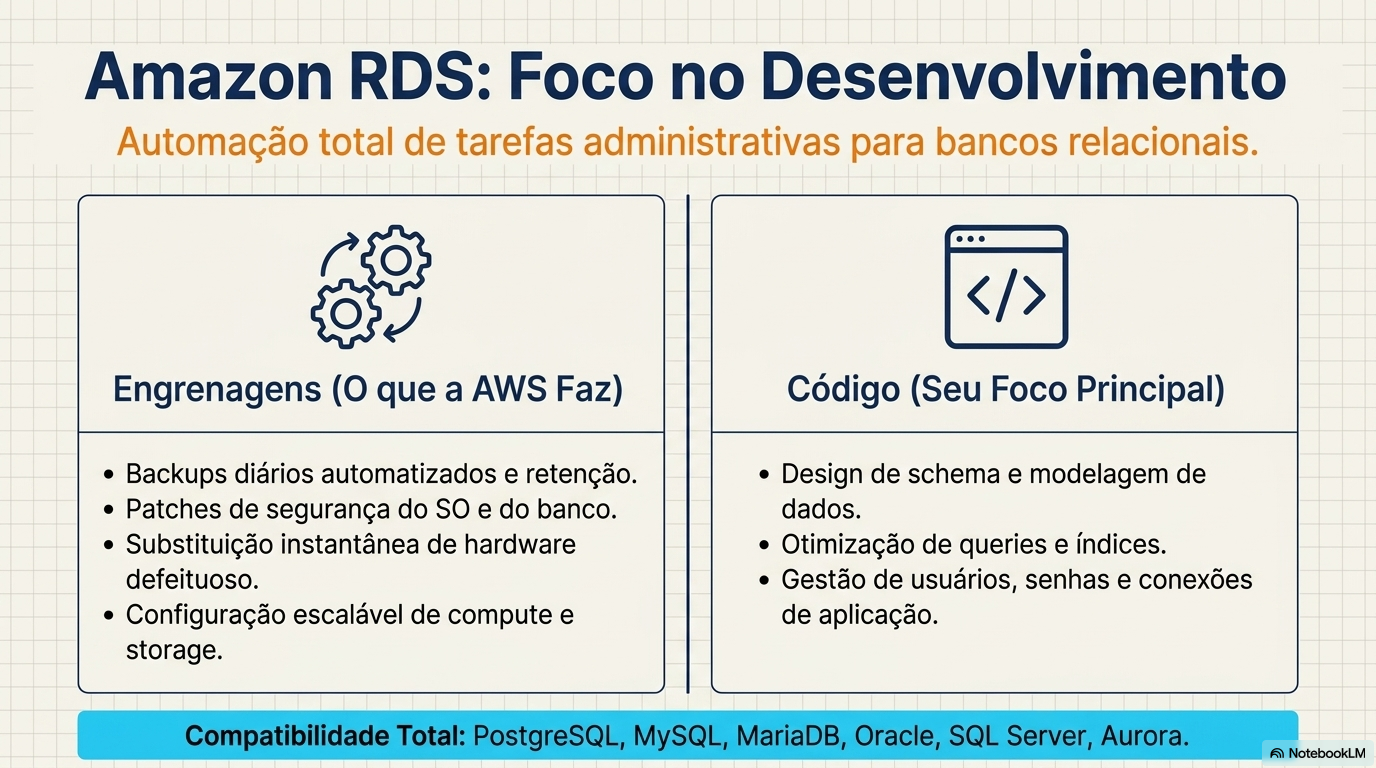 Amazon RDS: Foco no Desenvolvimento
Automação total de tarefas administrativas para bancos relacionais.
Engrenagens (O que a AWS Faz)
• Backups diários automatizados e retenção.
• Patches de segurança do SO e do banco.
• Substituição instantânea de hardware
defeituoso.
• Configuração escalável de compute e
storage.
</>
Código (Seu Foco Principal)
• Design de schema e modelagem de
dados.
• Otimização de queries e índices.
• Gestão de usuários, senhas e conexões
de aplicação.
Compatibilidade Total: PostgreSQL, MySQL, MariaDB, Oracle, SQL Server, Aurora.
NotebookLM